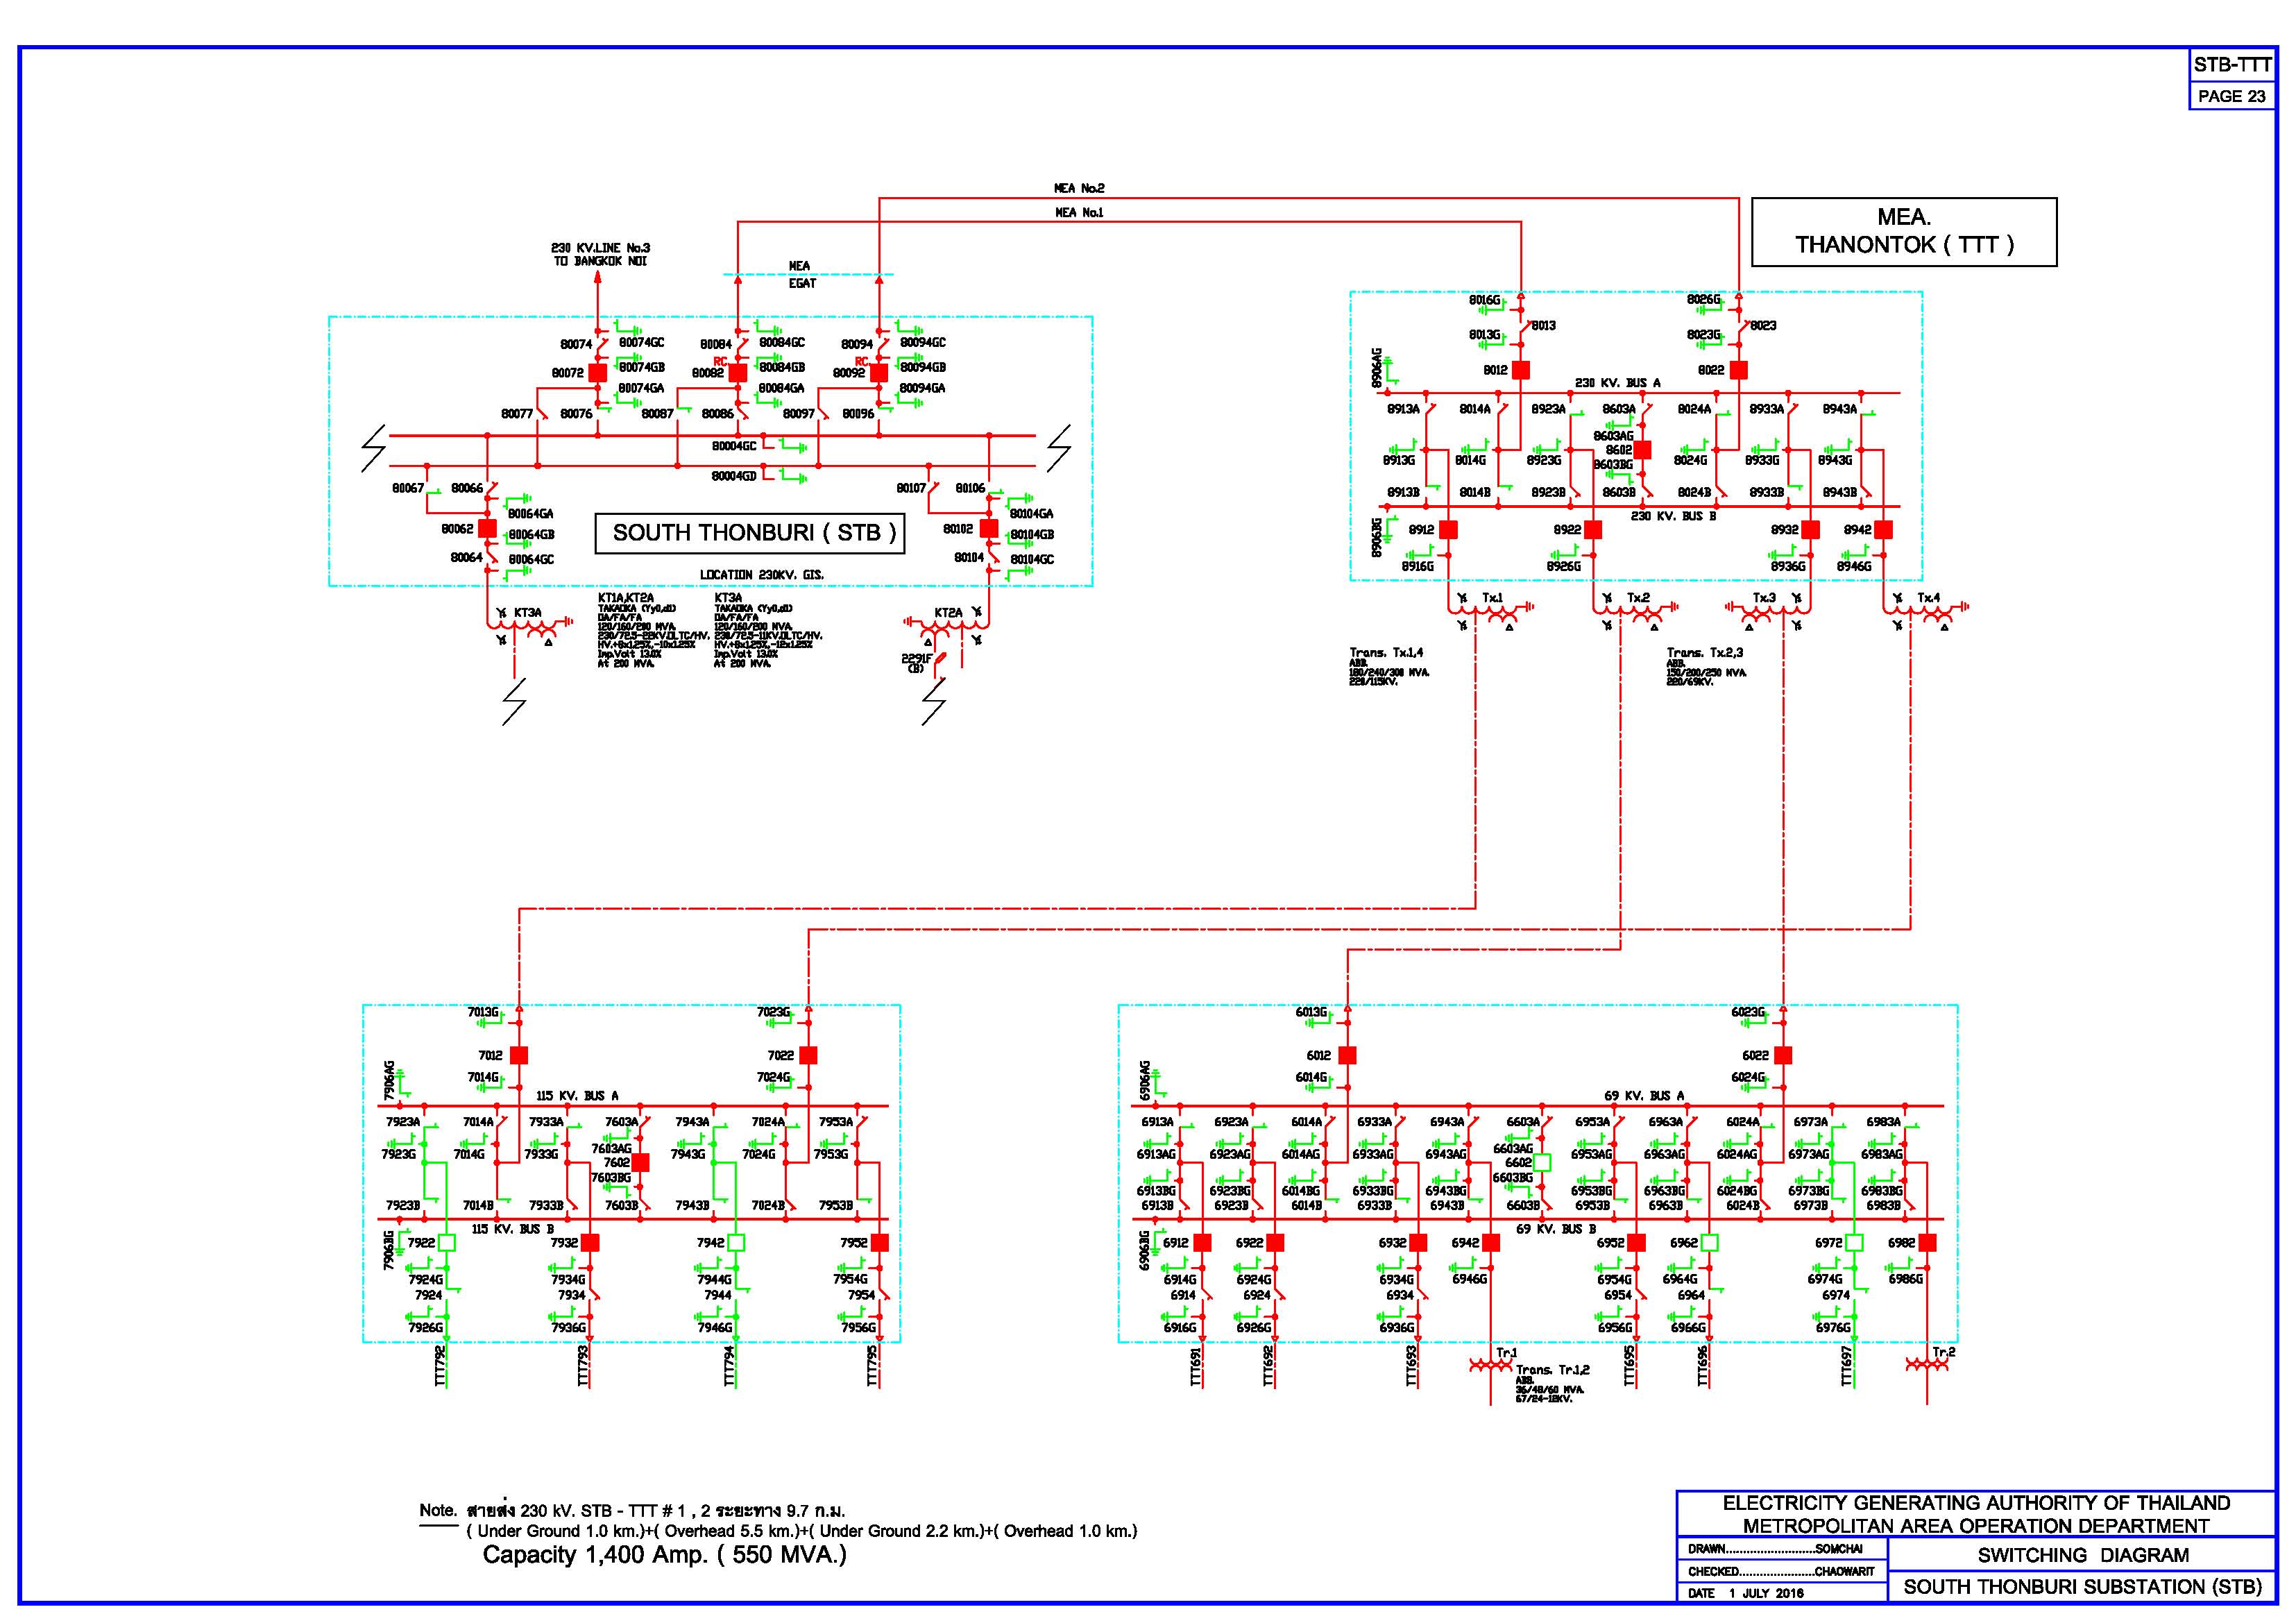 STB-TTT
PAGE 23
MEA No.2
MEA No.1
MEA.
THANONTOK ( TTT )
230 KV.LINE No.3
TO BANGKOK NOI
MEA
EGAT
80074
80074GC
80084
80084GC
80094
80094GC
RC.
RC.
80072
80074GB
80082
80084GB
80092
80094GB
80074GA
80084GA
80094GA
80077
80076
80087
80086
80097
80096
80004GC
80004GD
80067
80066
80107
80106
80064GA
80104GA
80062
80064GB
80102
80104GB
80064
80064GC
80104
80104GC
SOUTH THONBURI ( STB )
LOCATION 230KV. GIS.
KT3A
KT2A
2291F
(B)
KT1A,KT2A
TAKAOKA (Yy0,d1)
OA/FA/FA
120/160/200 MVA.
230/72.5-22KV.OLTC/HV.
HV.+8x1.25%,-10x1.25%
Imp.Volt 13.0%
At 200 MVA.
KT3A
TAKAOKA (Yy0,d1)
OA/FA/FA
120/160/200 MVA.
230/72.5-11KV.OLTC/HV.
HV.+8x1.25%,-12x1.25%
Imp.Volt 13.0%
At 200 MVA.
8016G
8026G
8013
8023
8013G
8023G
8012
8022
8906AG
230 KV. BUS A
8913A
8014A
8923A
8603A
8024A
8933A
8943A
8603AG
8602
8913G
8014G
8923G
8603BG
8024G
8933G
8943G
8913B
8014B
8923B
8603B
8024B
8933B
8943B
8906BG
230 KV. BUS B
8912
8922
8932
8942
8916G
8926G
8936G
8946G
Tx.1
Tx.2
Tx.3
Tx.4
Trans. Tx.1,4
ABB.
180/240/300 MVA.
220/115KV.
Trans. Tx.2,3
ABB.
150/200/250 MVA.
220/69KV.
7013G
7023G
7012
7022
7014G
7024G
7906AG
115 KV. BUS A
7923A
7014A
7933A
7603A
7943A
7024A
7953A
7603AG
7923G
7014G
7933G
7602
7943G
7024G
7953G
7603BG
7923B
7014B
7933B
7603B
7943B
7024B
7953B
7906BG
115 KV. BUS B
7922
7932
7942
7952
7924G
7934G
7944G
7954G
7924
7934
7944
7954
7926G
7936G
7946G
7956G
TTT792
TTT793
TTT794
TTT795
6013G
6023G
6012
6022
6014G
6024G
6906AG
69 KV. BUS A
6913A
6923A
6014A
6933A
6943A
6603A
6953A
6963A
6024A
6973A
6983A
6603AG
6913AG
6923AG
6014AG
6933AG
6943AG
6602
6953AG
6963AG
6024AG
6973AG
6983AG
6603BG
6913BG
6923BG
6014BG
6933BG
6943BG
6953BG
6963BG
6024BG
6973BG
6983BG
6913B
6923B
6014B
6933B
6943B
6603B
6953B
6963B
6024B
6973B
6983B
6906BG
69 KV. BUS B
6912
6922
6932
6942
6952
6962
6972
6982
6914G
6924G
6934G
6946G
6954G
6964G
6974G
6986G
6914
6924
6934
6954
6964
6974
6916G
6926G
6936G
6956G
6966G
6976G
TTT691
TTT692
TTT693
Tr.1
TTT695
TTT696
TTT697
Tr.2
Trans. Tr.1,2
ABB.
36/48/60 MVA.
67/24-12KV.
Note. สายส่ง 230 kV. STB - TTT # 1 , 2 ระยะทาง 9.7 ก.ม.
( Under Ground 1.0 km.)+( Overhead 5.5 km.)+( Under Ground 2.2 km.)+( Overhead 1.0 km.)
Capacity 1,400 Amp. ( 550 MVA.)
ELECTRICITY GENERATING AUTHORITY OF THAILAND
METROPOLITAN AREA OPERATION DEPARTMENT
DRAWN..........................SOMCHAI
CHECKED......................CHAOWARIT
DATE 1 JULY 2016
SWITCHING DIAGRAM
SOUTH THONBURI SUBSTATION (STB)